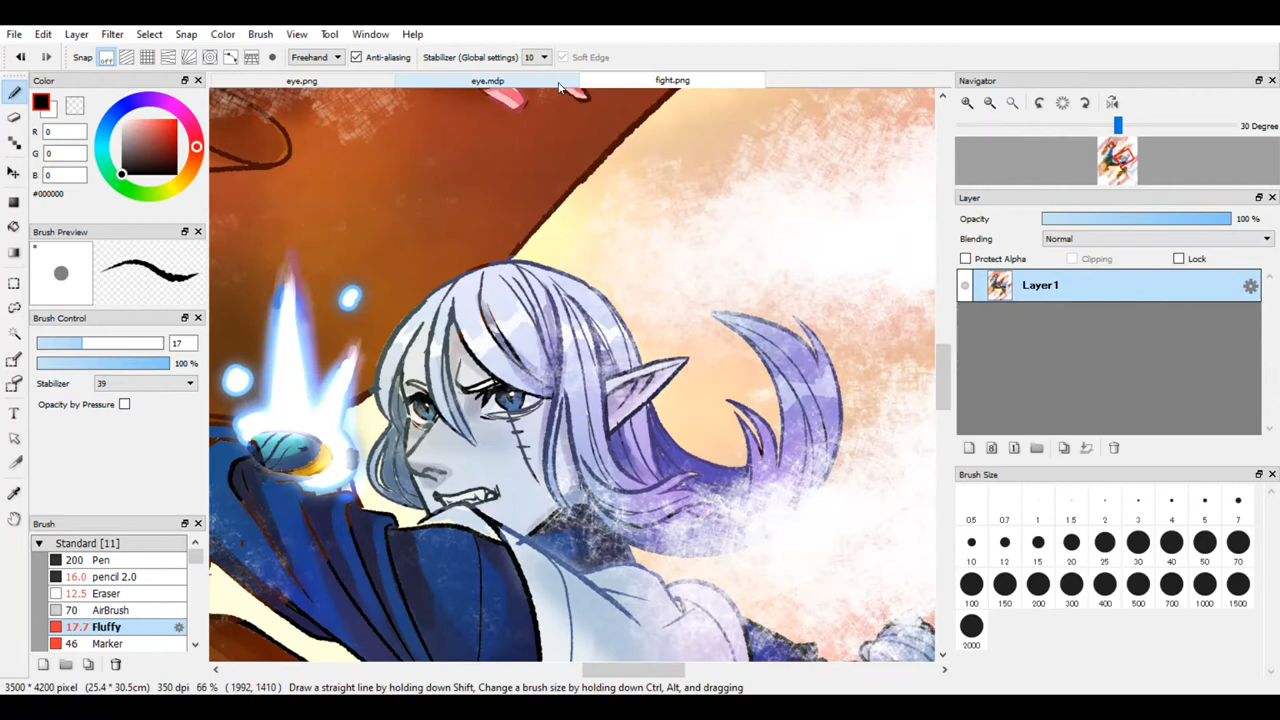 File Edit Layer Filter Select Snap Color Brush View Tool Window Help
Snap off Freehand Anti-aliasing Stabilizer (Global settings) 10 Soft Edge
Color
R 0
G 0
B 0
#000000
Brush Preview
*
Brush Control
17
100 %
Stabilizer 39
Opacity by Pressure
Brush
Standard [11]
200 Pen
16.0 pencil 2.0
12.5 Eraser
70 AirBrush
17.7 Fluffy
46 Marker
eye.png eye.mdp fight.png
Navigator
30 Degree
Layer
Opacity 100 %
Blending Normal
Protect Alpha Clipping Lock
Layer1
8 1
Brush Size
0.5 0.7 1 1.5 2 3 4 5 7
10 12 15 20 25 30 40 50 70
100 150 200 300 400 500 700 1000 1500
2000
3500 * 4200 pixel (25.4 * 30.5cm) 350 dpi 66 % ( 1992, 1410 ) Draw a straight line by holding down Shift, Change a brush size by holding down Ctrl, Alt, and dragging